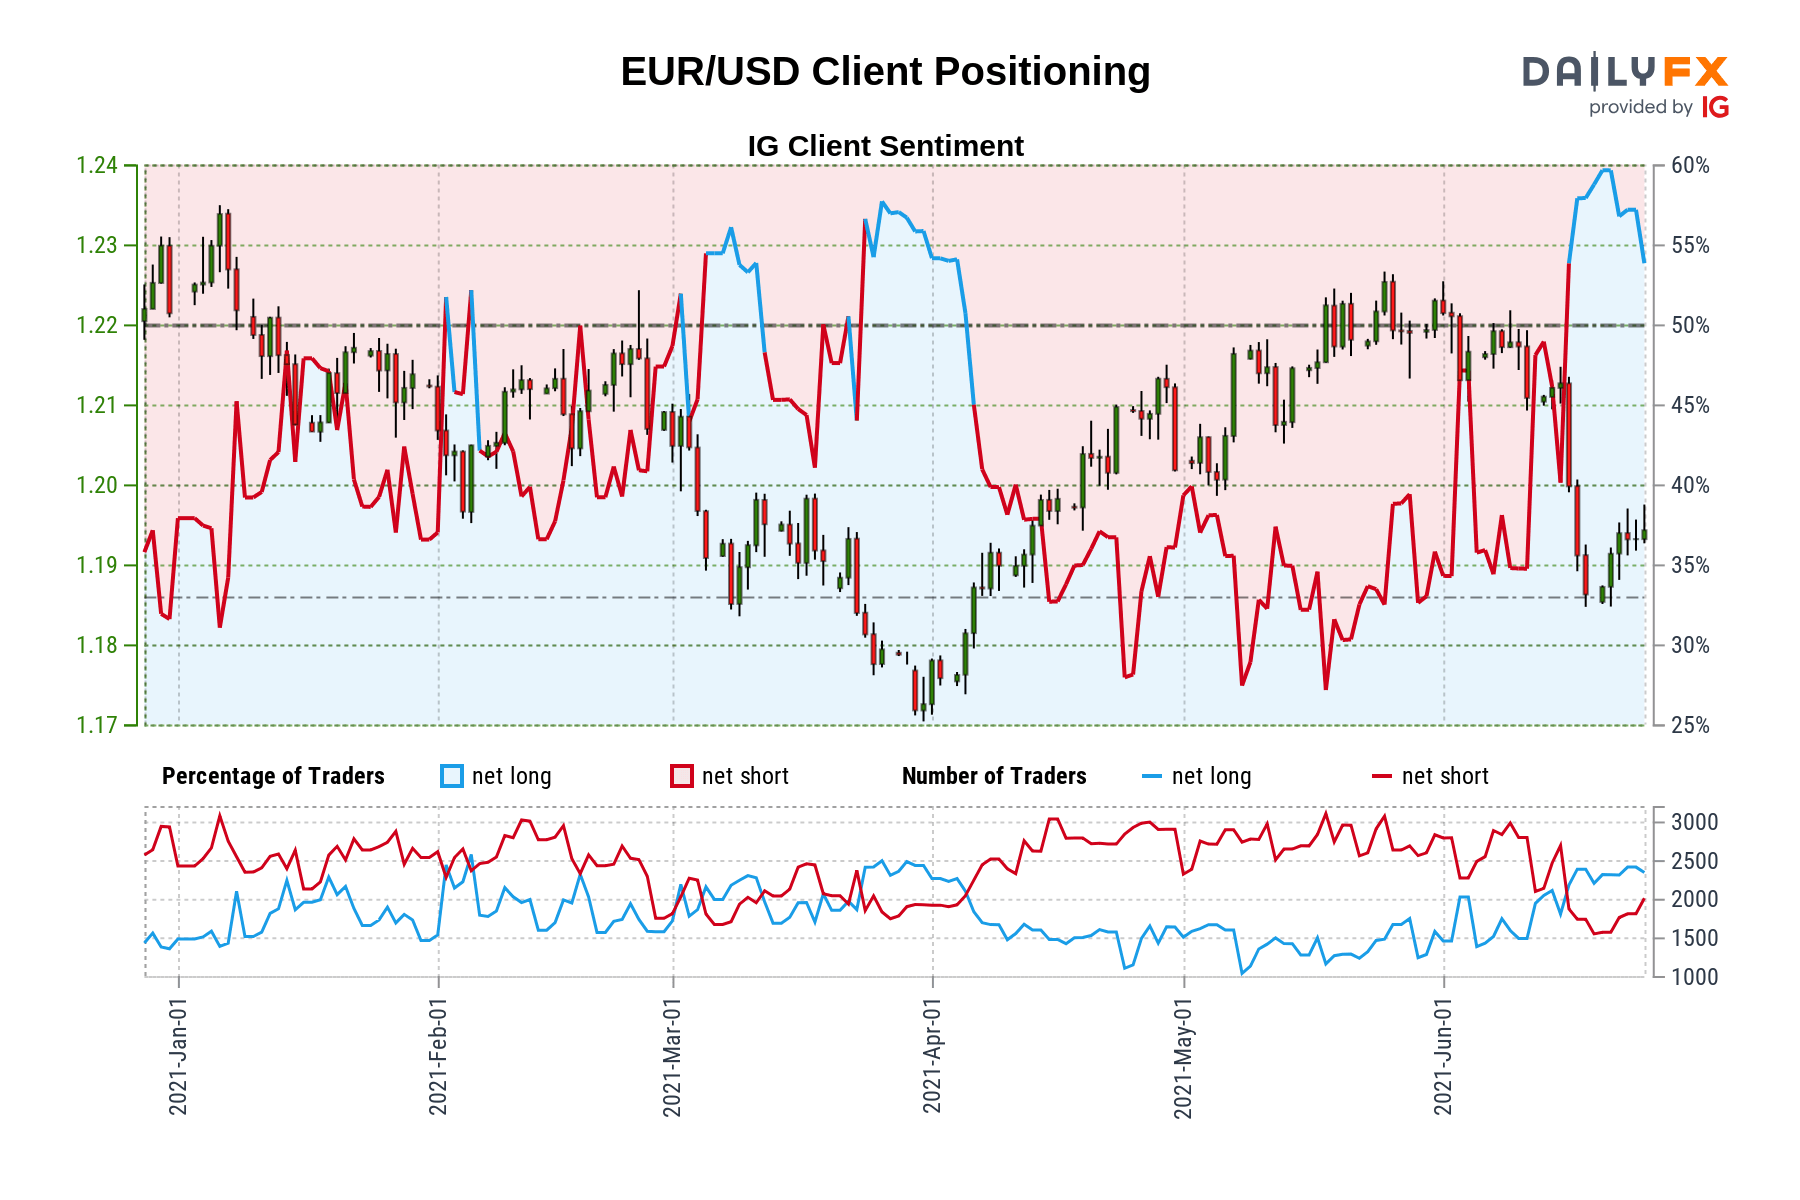 EUR/USD Client Positioning
DAILYFX
provided by IG
IG Client Sentiment
1.24
1.23
1.22
1.21
1.20
1.19
1.18
1.17
60%
55%
50%
45%
40%
35%
30%
25%
Percentage of Traders
net long
net short
Number of Traders
net long
net short
3000
2500
2000
1500
1000
2021-Jan-01
2021-Feb-01
2021-Mar-01
2021-Apr-01
2021-May-01
2021-Jun-01